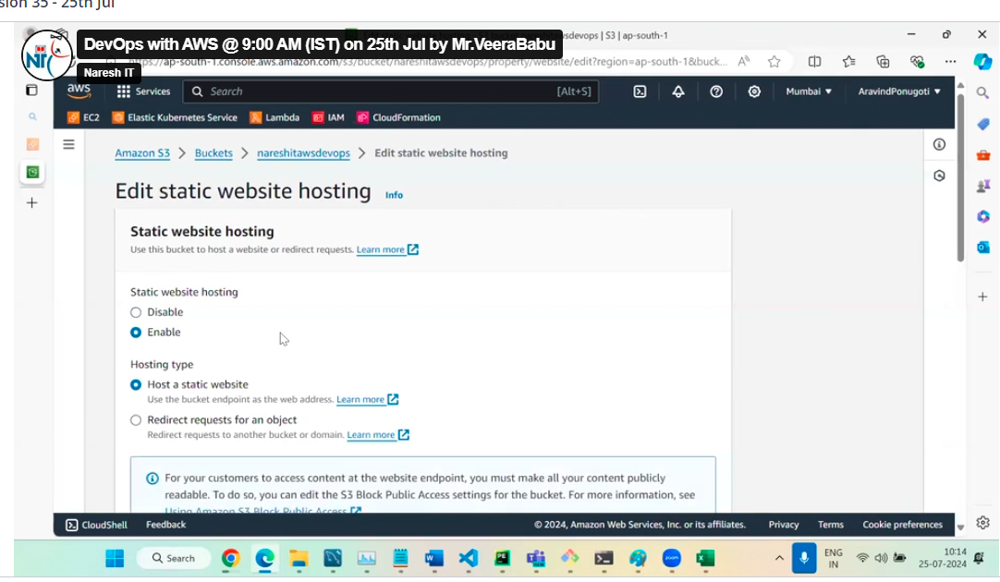 sion 35 - 25th Jul
DevOps with AWS @ 9:00 AM (IST) on 25th Jul by Mr.VeeraBabu
sdevops | S3 | ap-south-1
Naresh IT
https://ap-south-1.console.aws.amazon.com/s3/bucket/nareshitawsdevops/property/website/edit?region=ap-south-1&buck...
aws
Services
Search
[Alt+S]
Mumbai
AravindPonugoti
EC2
Elastic Kubernetes Service
Lambda
IAM
CloudFormation
Amazon S3 > Buckets > nareshitawsdevops > Edit static website hosting
Edit static website hosting Info
Static website hosting
Use this bucket to host a website or redirect requests. Learn more
Static website hosting
Disable
Enable
Hosting type
Host a static website
Use the bucket endpoint as the web address. Learn more
Redirect requests for an object
Redirect requests to another bucket or domain. Learn more
For your customers to access content at the website endpoint, you must make all your content publicly
readable. To do so, you can edit the S3 Block Public Access settings for the bucket. For more information, see
Using Amazon S3 Block Public Access
CloudShell
Feedback
© 2024, Amazon Web Services, Inc. or its affiliates.
Privacy
Terms
Cookie preferences
Search
ENG
IN
10:14
25-07-2024